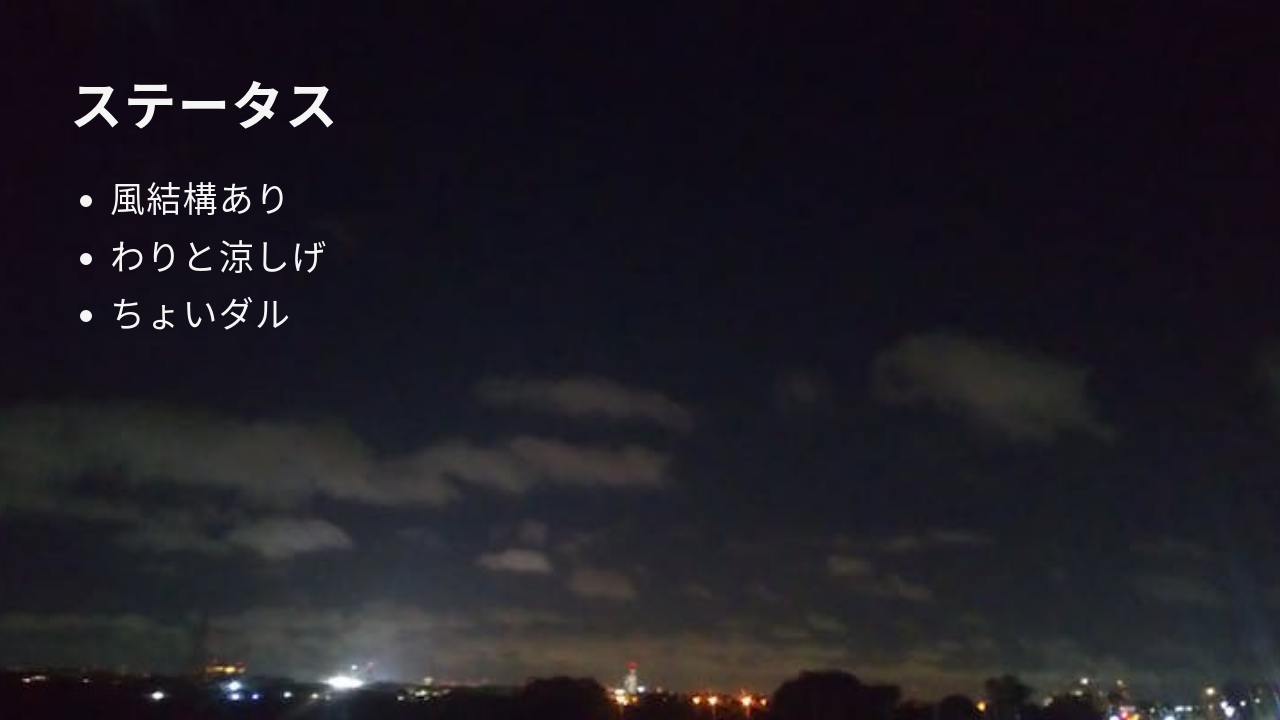 ステータス
• 風結構あり
• わりと涼しげ
• ちょいダル